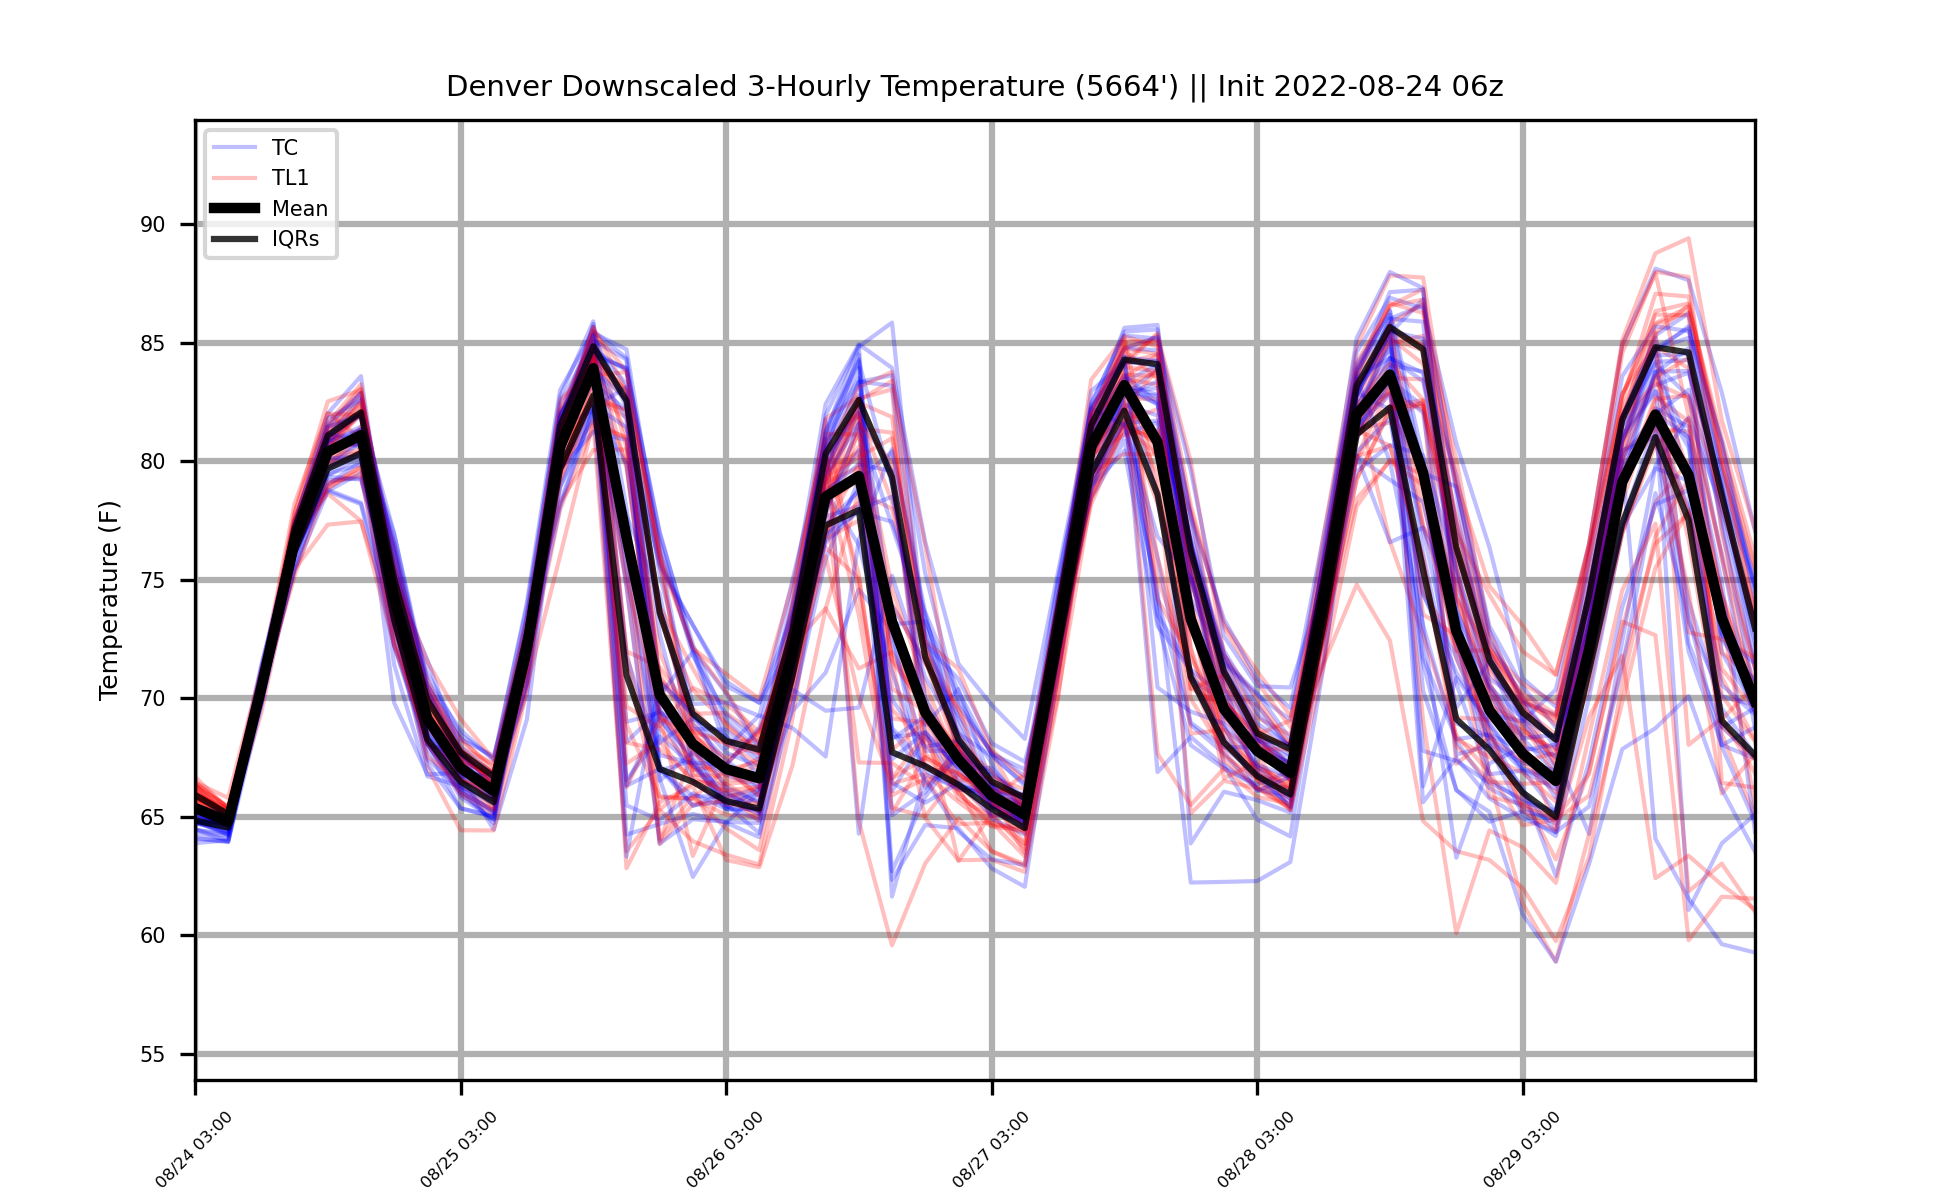 Denver Downscaled 3-Hourly Temperature (5664') || Init 2022-08-24 06z
TC
TL1
Mean
IQRs
Temperature (F)
90
85
80
75
70
65
60
55
08/24 03:00
08/25 03:00
08/26 03:00
08/27 03:00
08/28 03:00
08/29 03:00